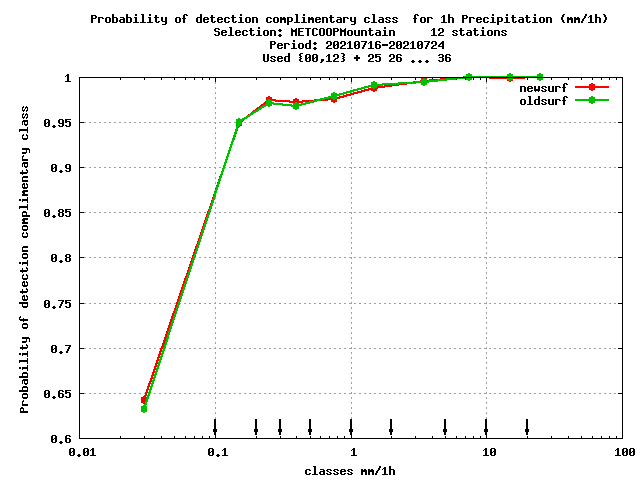 Probability of detection complimentary class  for 1h Precipitation (mm/1h)
Selection: METCOOPMountain     12 stations
Period: 20210716-20210724
Used {00,12} + 25 26 ... 36
newsurf
oldsurf
Probability of detection complimentary class
1
0.95
0.9
0.85
0.8
0.75
0.7
0.65
0.6
0.01
0.1
1
10
100
classes mm/1h